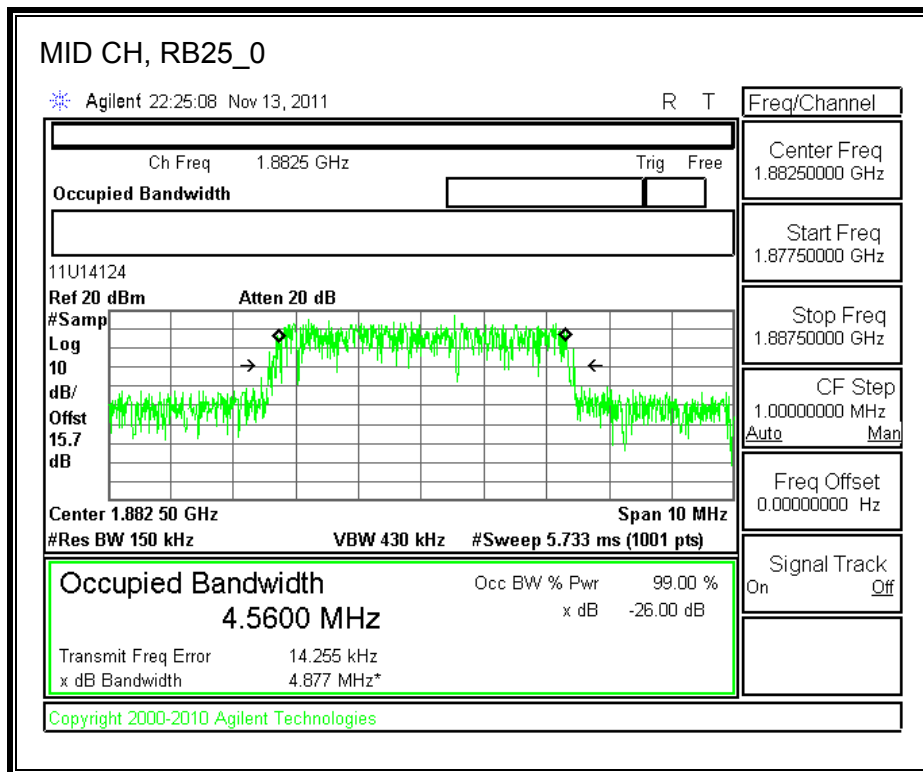 MID CH, RB25_0
Agilent 22:25:08 Nov 13, 2011 R T
Ch Freq 1.8825 GHz Trig Free
Occupied Bandwidth
11U14124
Ref 20 dBm Atten 20 dB
#Samp
Log
10
dB/
Offst
15.7
dB
Center 1.882 50 GHz Span 10 MHz
#Res BW 150 kHz VBW 430 kHz #Sweep 5.733 ms (1001 pts)
Occupied Bandwidth Occ BW % Pwr 99.00 %
4.5600 MHz x dB -26.00 dB
Transmit Freq Error 14.255 kHz
x dB Bandwidth 4.877 MHz*
Copyright 2000-2010 Agilent Technologies
Freq/Channel
Center Freq
1.88250000 GHz
Start Freq
1.87750000 GHz
Stop Freq
1.88750000 GHz
CF Step
1.00000000 MHz
Auto Man
Freq Offset
0.00000000 Hz
Signal Track
On Off